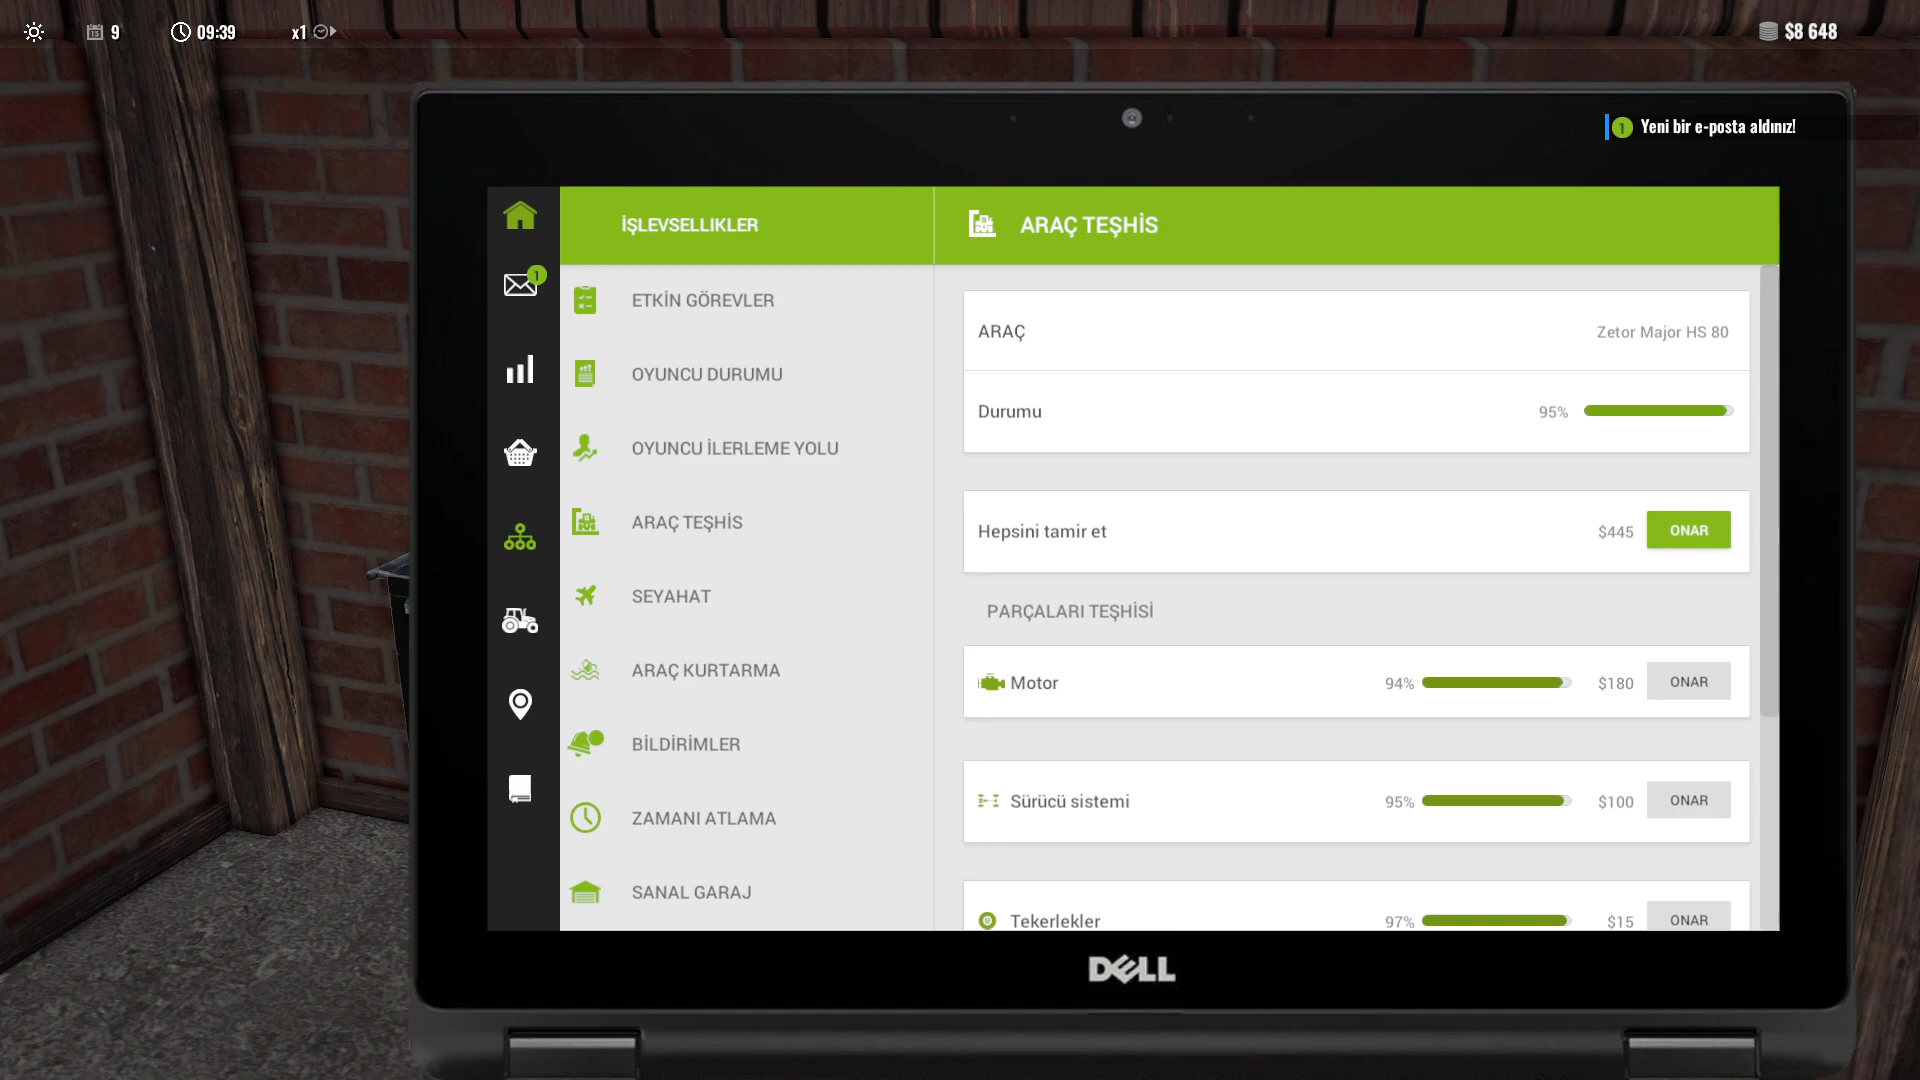 9
09:39
x1
$8 648
1 Yeni bir e-posta aldınız!
İŞLEVSELLIKLER
ARAÇ TEŞHİS
1
ETKİN GÖREVLER
OYUNCU DURUMU
OYUNCU İLERLEME YOLU
ARAÇ TEŞHİS
SEYAHAT
ARAÇ KURTARMA
BİLDİRİMLER
ZAMANI ATLAMA
SANAL GARAJ
ARAÇ Zetor Major HS 80
Durumu 95%
Hepsini tamir et $445 ONAR
PARÇALARI TEŞHİSİ
Motor 94% $180 ONAR
Sürücü sistemi 95% $100 ONAR
Tekerlekler 97% $15 ONAR
DELL